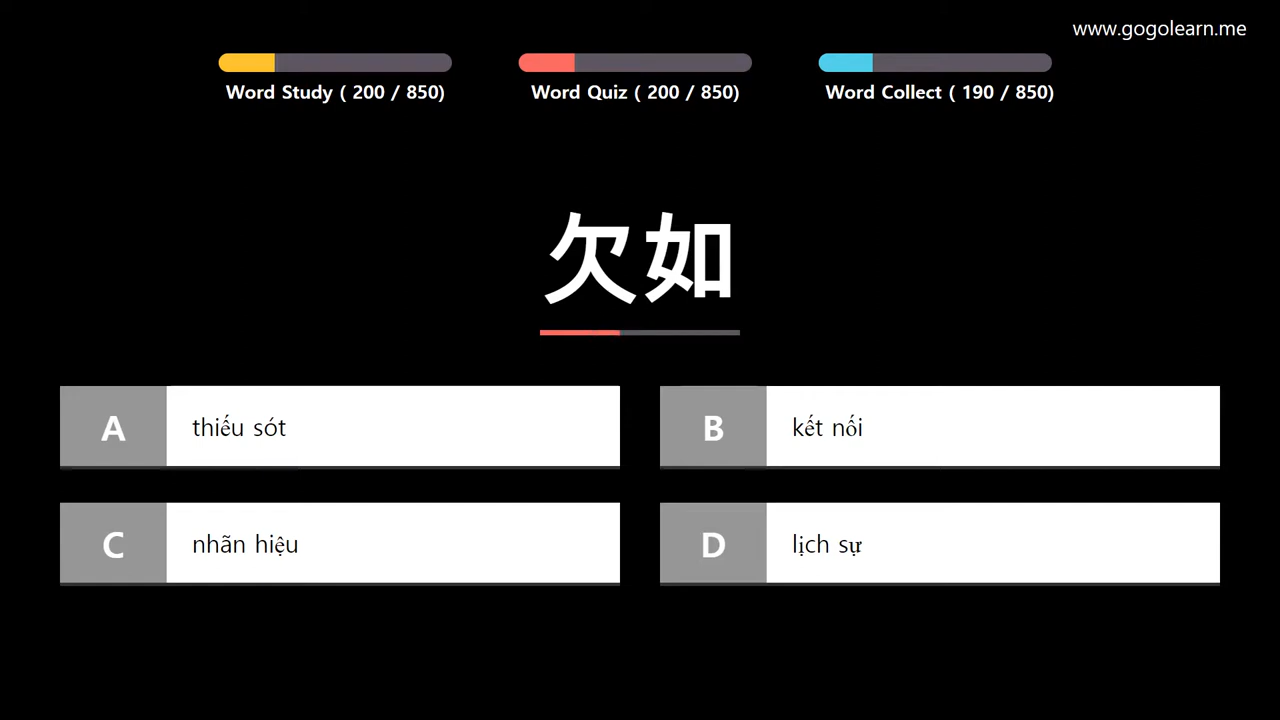 www.gogolearn.me
Word Study ( 200 / 850)
Word Quiz ( 200 / 850)
Word Collect ( 190 / 850)
欠如
A thiếu sót
B kết nối
C nhãn hiệu
D lịch sự